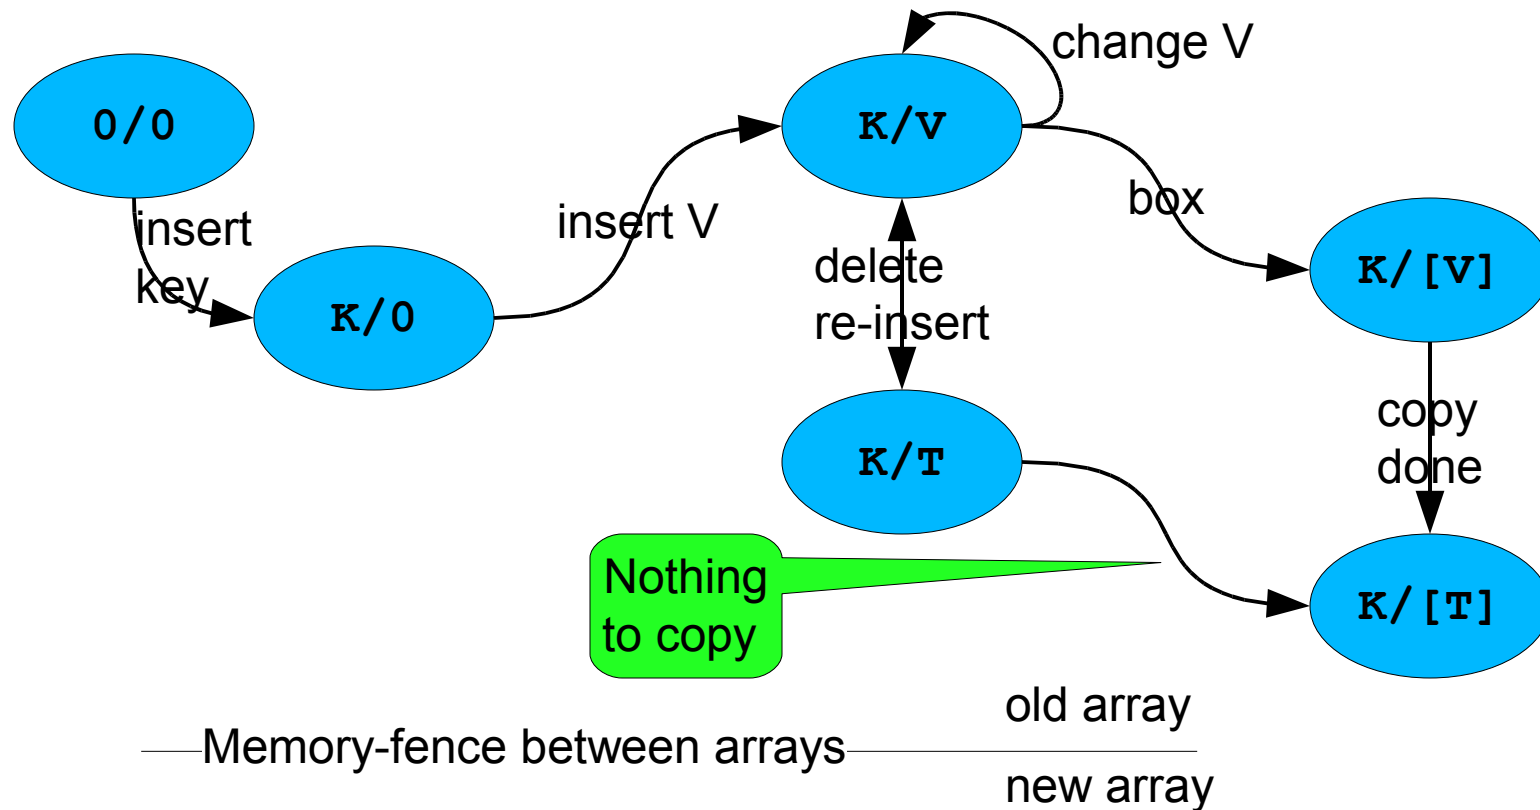 change V
0/0
K/V
insert
key
insert V
box
delete
re-insert
K/[V]
K/0
copy
done
K/T
Nothing
to copy
K/[T]
old array
Memory-fence between arrays
new array